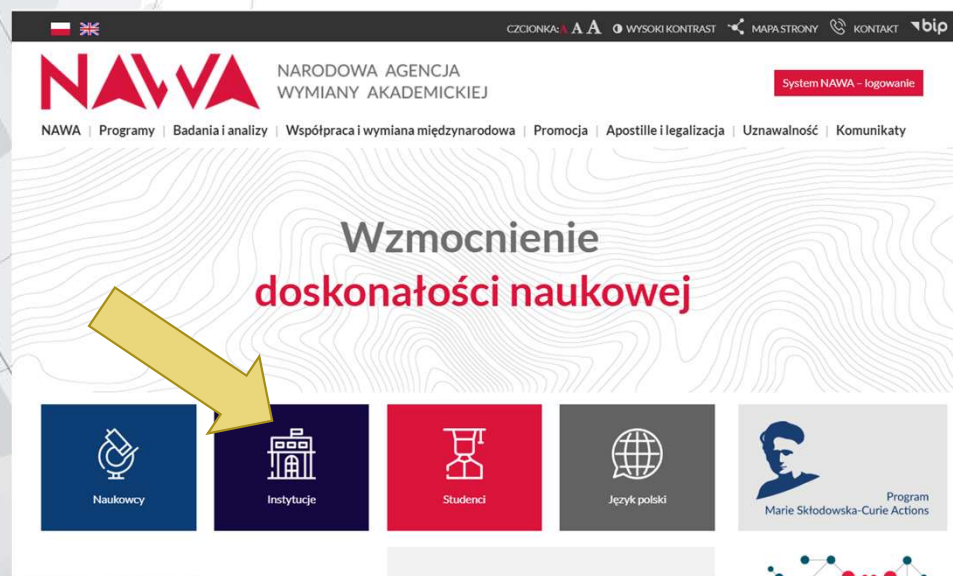 CZCIONKA: A A A WYSOKI KONTRAST MAPA STRONY KONTAKT bip
NAWA
NARODOWA AGENCJA
WYMIANY AKADEMICKIEJ
System NAWA – logowanie
NAWA | Programy | Badania i analizy | Współpraca i wymiana międzynarodowa | Promocja | Apostille i legalizacja | Uznawalność | Komunikaty
Wzmocnienie
doskonałości naukowej
Naukowcy
Instytucje
Studenci
Język polski
Program
Marie Skłodowska-Curie Actions